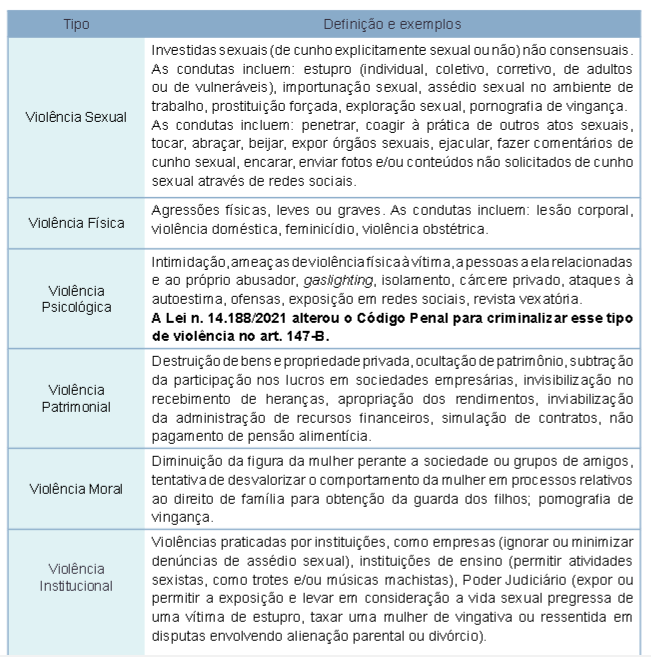 Tipo
Definição e exemplos
Violência Sexual
Investidas sexuais (de cunho explicitamente sexual ou não) não consensuais.
As condutas incluem: estupro (individual, coletivo, corretivo, de adultos
ou de vulneráveis), importunação sexual, assédio sexual no ambiente de
trabalho, prostituição forçada, exploração sexual, pornografia de vingança.
As condutas incluem: penetrar, coagir à prática de outros atos sexuais,
tocar, abraçar, beijar, expor órgãos sexuais, ejacular, fazer comentários de
cunho sexual, encarar, enviar fotos e/ou conteúdos não solicitados de cunho
sexual através de redes sociais.
Violência Física
Agressões físicas, leves ou graves. As condutas incluem: lesão corporal,
violência doméstica, feminicídio, violência obstétrica.
Violência
Psicológica
Intimidação, ameaças de violência física à vítima, a pessoas a ela relacionadas
e ao próprio abusador, gaslighting, isolamento, cárcere privado, ataques à
autoestima, ofensas, exposição em redes sociais, revista vexatória.
A Lei n. 14.188/2021 alterou o Código Penal para criminalizar esse tipo
de violência no art. 147-B.
Violência
Patrimonial
Destruição de bens e propriedade privada, ocultação de patrimônio, subtração
da participação nos lucros em sociedades empresárias, invisibilização no
recebimento de heranças, apropriação dos rendimentos, inviabilização
da administração de recursos financeiros, simulação de contratos, não
pagamento de pensão alimentícia.
Violência Moral
Diminuição da figura da mulher perante a sociedade ou grupos de amigos,
tentativa de desvalorizar o comportamento da mulher em processos relativos
ao direito de família para obtenção da guarda dos filhos; pornografia de
vingança.
Violência
Institucional
Violências praticadas por instituições, como empresas (ignorar ou minimizar
denúncias de assédio sexual), instituições de ensino (permitir atividades
sexistas, como trotes e/ou músicas machistas), Poder Judiciário (expor ou
permitir a exposição e levar em consideração a vida sexual pregressa de
uma vítima de estupro, taxar uma mulher de vingativa ou ressentida em
disputas envolvendo alienação parental ou divórcio).